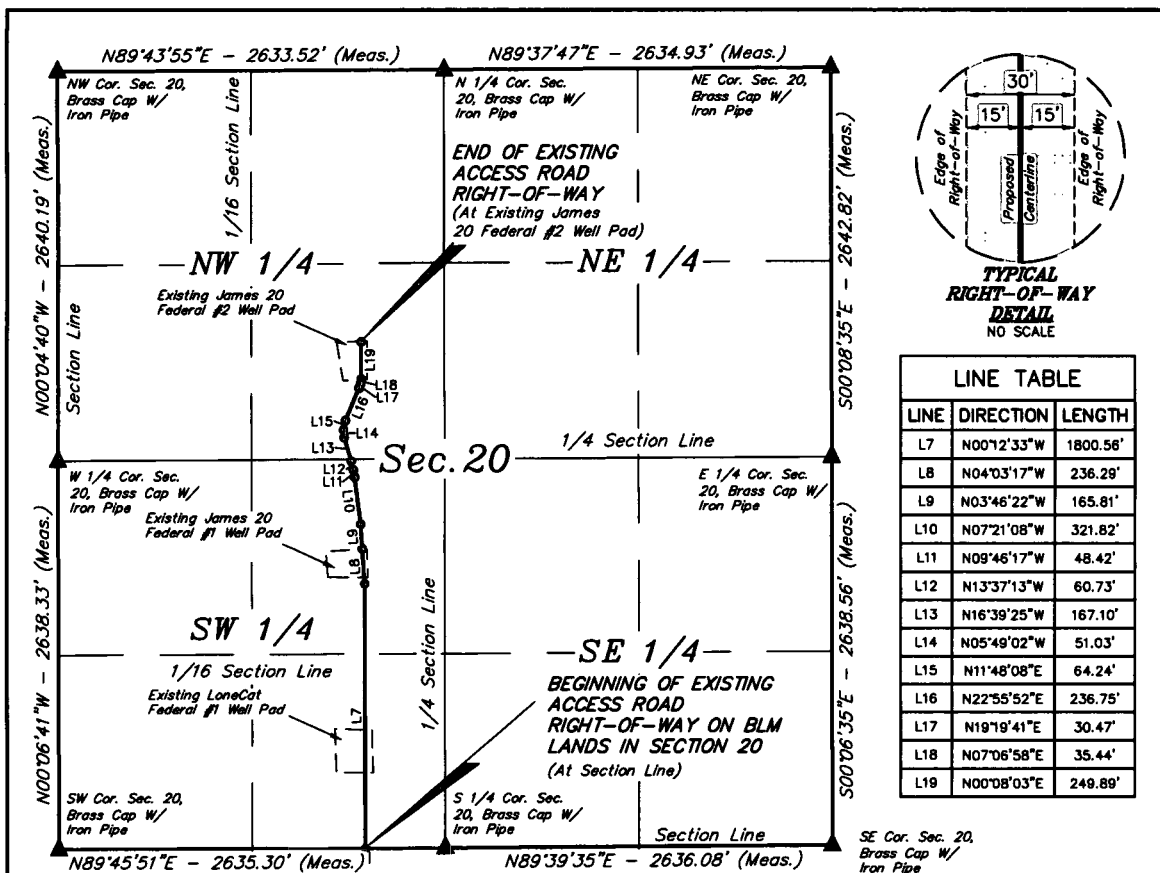 N89°43'55"E - 2633.52' (Meas.)
N89°37'47"E - 2634.93' (Meas.)
NW Cor. Sec. 20,
Brass Cap W/
Iron Pipe
1/16 Section Line
N 1/4 Cor. Sec.
20, Brass Cap W/
Iron Pipe
NE Cor. Sec. 20,
Brass Cap W/
Iron Pipe
30'
15'
15'
Edge of
Right-of-Way
Proposed
Centerline
Edge of
Right-of-Way
TYPICAL
RIGHT-OF-WAY
DETAIL
NO SCALE
END OF EXISTING
ACCESS ROAD
RIGHT-OF-WAY
(At Existing James
20 Federal #2 Well Pad)
N00°04'40"W - 2640.19' (Meas.)
Section Line
S00°08'35"E - 2642.82' (Meas.)
NW 1/4
NE 1/4
Existing James 20
Federal #2 Well Pad
L19
L18
L17
L16
L15
L14
L13
1/4 Section Line
Sec.20
L12
L11
L10
W 1/4 Cor. Sec.
20, Brass Cap W/
Iron Pipe
E 1/4 Cor. Sec.
20, Brass Cap W/
Iron Pipe
Existing James 20
Federal #1 Well Pad
L9
L8
N00°06'41"W - 2638.33' (Meas.)
1/4 Section Line
S00°06'35"E - 2638.56' (Meas.)
SW 1/4
SE 1/4
1/16 Section Line
Existing LoneCat
Federal #1 Well Pad
L7
BEGINNING OF EXISTING
ACCESS ROAD
RIGHT-OF-WAY ON BLM
LANDS IN SECTION 20
(At Section Line)
SW Cor. Sec. 20,
Brass Cap W/
Iron Pipe
S 1/4 Cor. Sec.
20, Brass Cap W/
Iron Pipe
Section Line
SE Cor. Sec. 20,
Brass Cap W/
Iron Pipe
N89°45'51"E - 2635.30' (Meas.)
N89°39'35"E - 2636.08' (Meas.)
LINE TABLE
LINE DIRECTION LENGTH
L7 N00°12'33"W 1800.56'
L8 N04°03'17"W 236.29'
L9 N03°46'22"W 165.81'
L10 N07°21'08"W 321.82'
L11 N09°46'17"W 48.42'
L12 N13°37'13"W 60.73'
L13 N16°39'25"W 167.10'
L14 N05°49'02"W 51.03'
L15 N11°48'08"E 64.24'
L16 N22°55'52"E 236.75'
L17 N19°19'41"E 30.47'
L18 N07°06'58"E 35.44'
L19 N00°08'03"E 249.89'